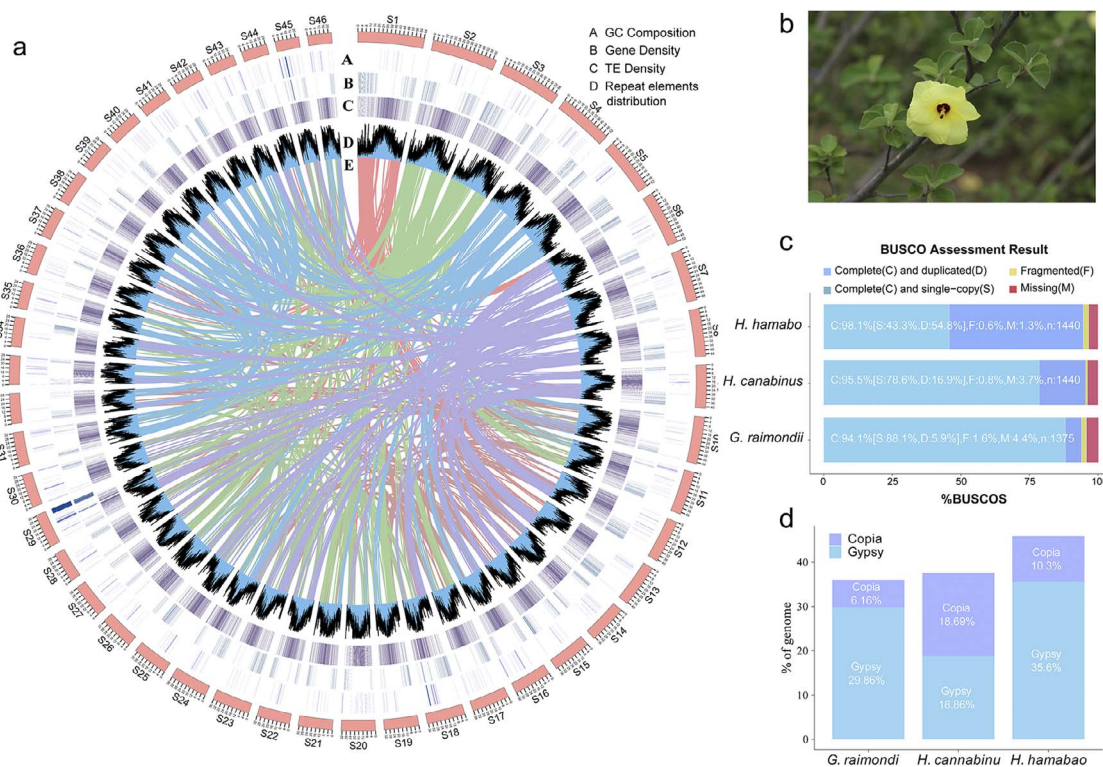 a
A GC Composition
B Gene Density
C TE Density
D Repeat elements
distribution
A
B
C
D
E
S1
S2
S3
S4
S5
S6
S7
S10
S11
S12
S13
S14
S15
S16
S17
S18
S19
S20
S21
S22
S23
S24
S25
S26
S27
S28
S29
S30
S31
S35
S36
S37
S38
S39
S40
S41
S42
S43
S44
S45
S46
b
c
BUSCO Assessment Result
Complete(C) and duplicated(D)
Fragmented(F)
Complete(C) and single-copy(S)
Missing(M)
H. hamabo
C:98.1%[S:43.3%,D:54.8%],F:0.6%,M:1.3%,n:1440
H. canabinus
C:95.5%[S:78.6%,D:16.9%],F:0.8%,M:3.7%,n:1440
G. raimondii
C:94.1%[S:88.1%,D:5.9%],F:1.6%,M:4.4%,n:1375
0 25 50 75 10
%BUSCOS
d
Copia
Gypsy
% of genome
40
30
20
10
0
Copia
6.16%
Gypsy
29.86%
Copia
18.69%
Gypsy
18.86%
Copia
10.3%
Gypsy
35.6%
G. raimondi H. cannabinu H. hamabao